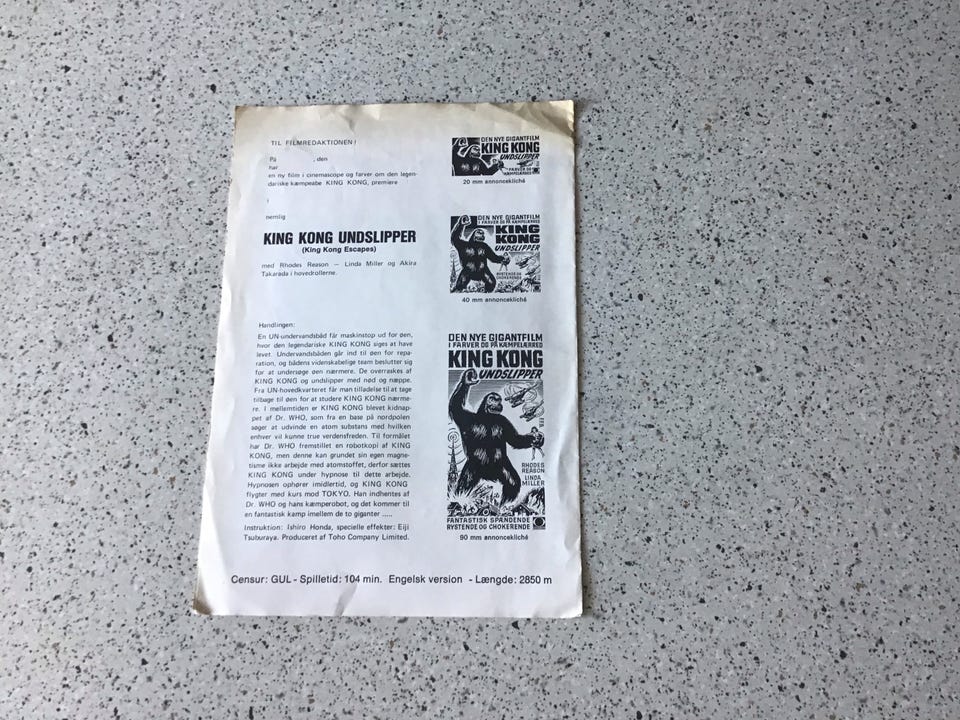 TIL FILMREDAKTIONEN!
På , den
har
en ny film i cinemascope og farver om den legen-
dariske kæmpeabe KING KONG, premiere
i
nemlig
KING KONG UNDSLIPPER
(King Kong Escapes)
med Rhodes Reason — Linda Miller og Akira
Takarada i hovedrollerne.
Handlingen:
En UN-undervandsbåd får maskinstop ud for øen,
hvor den legendariske KING KONG siges at have
levet. Undervandsbåden går ind til øen for repa-
ration, og bådens videnskabelige team beslutter sig
for at undersøge øen nærmere. De overraskes af
KING KONG og undslipper med nød og næppe.
Fra UN-hovedkvarteret får man tilladelse til at tage
tilbage til øen for at studere KING KONG nærme-
re. I mellemtiden er KING KONG blevet kidnap-
pet af Dr. WHO, som fra en base på nordpolen
søger at udvinde en atom substans med hvilken
enhver vil kunne true verdensfreden. Til formålet
har Dr. WHO fremstillet en robotkopi af KING
KONG, men denne kan grundet sin egen magne-
tisme ikke arbejde med atomstoffet, derfor sættes
KING KONG under hypnose til dette arbejde.
Hypnosen ophører imidlertid, og KING KONG
flygter med kurs mod TOKYO. Han indhentes af
Dr. WHO og hans kæmperobot, og det kommer til
en fantastisk kamp imellem de to giganter .....
Instruktion: Ishiro Honda, specielle effekter: Eiji
Tsuburaya. Produceret af Toho Company Limited.
DEN NYE GIGANTFILM
KING KONG
UNDSLIPPER
I FARVER OG PÅ
KÆMPELÆRRED
20 mm annoncekliché
DEN NYE GIGANTFILM
I FARVER OG PÅ KÆMPELÆRRED
KING
KONG
UNDSLIPPER
RYSTENDE OG
CHOKERENDE
40 mm annoncekliché
DEN NYE GIGANTFILM
I FARVER OG PÅ KÆMPELÆRRED
KING KONG
UNDSLIPPER
RHODES
REASON
LINDA
MILLER
FANTASTISK SPÆNDENDE
RYSTENDE OG CHOKERENDE
90 mm annoncekliché
Censur: GUL - Spilletid: 104 min. Engelsk version - Længde: 2850 m